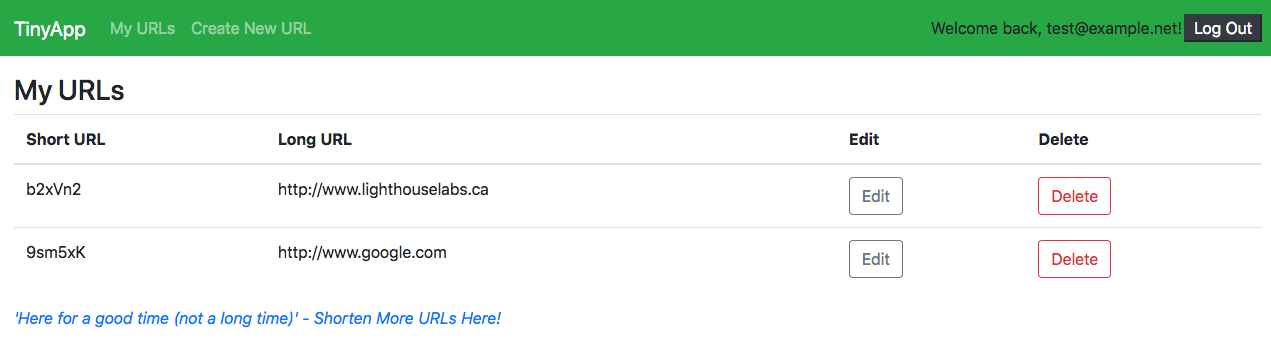 TinyApp My URLs Create New URL Welcome back, test@example.net! Log Out
My URLs
Short URL Long URL Edit Delete
b2xVn2 http://www.lighthouselabs.ca Edit Delete
9sm5xK http://www.google.com Edit Delete
'Here for a good time (not a long time)' - Shorten More URLs Here!